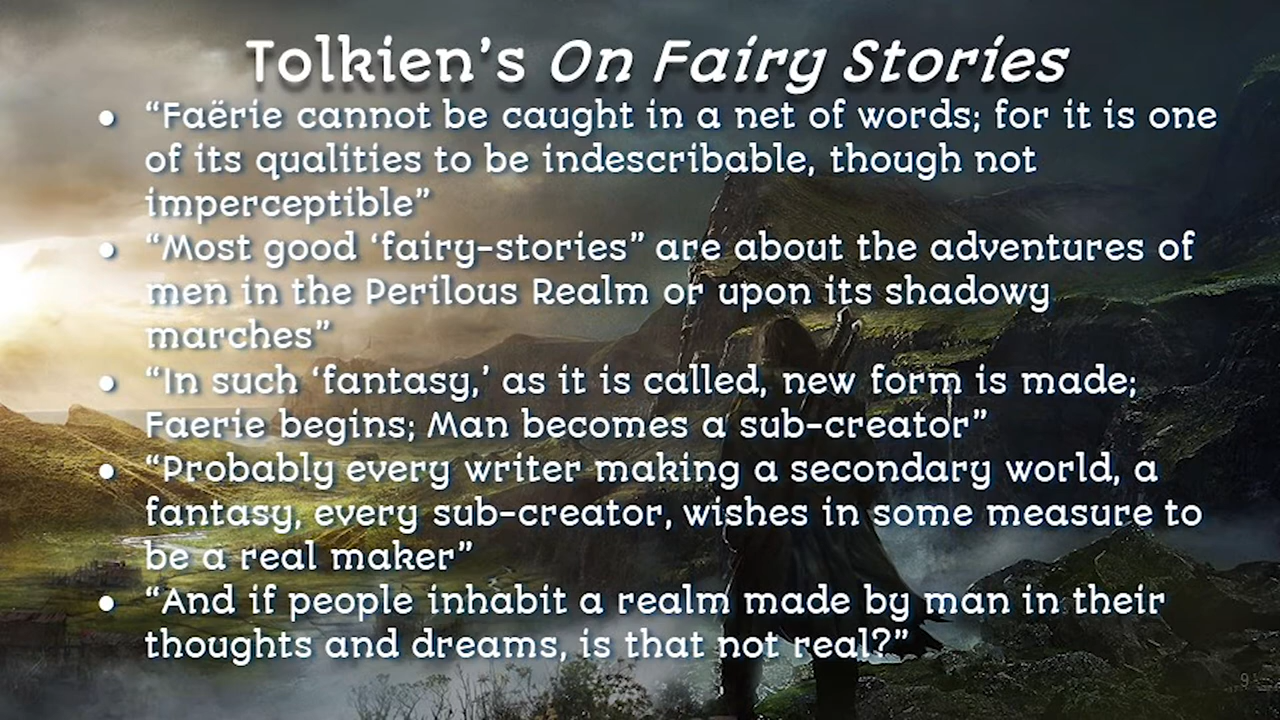 Tolkien’s On Fairy Stories
• “Faërie cannot be caught in a net of words; for it is one
of its qualities to be indescribable, though not
imperceptible”
• “Most good ‘fairy-stories” are about the adventures of
men in the Perilous Realm or upon its shadowy
marches”
• “In such ‘fantasy,’ as it is called, new form is made;
Faerie begins; Man becomes a sub-creator”
• “Probably every writer making a secondary world, a
fantasy, every sub-creator, wishes in some measure to
be a real maker”
• “And if people inhabit a realm made by man in their
thoughts and dreams, is that not real?”
9